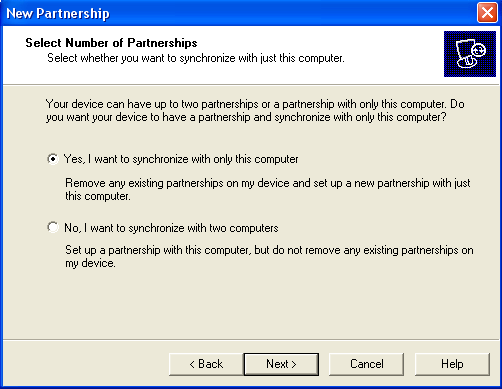 New Partnership
Select Number of Partnerships
Select whether you want to synchronize with just this computer.
Your device can have up to two partnerships or a partnership with only this computer. Do
you want your device to have a partnership and synchronize with only this computer?
Yes, I want to synchronize with only this computer
Remove any existing partnerships on my device and set up a new partnership with just
this computer.
No, I want to synchronize with two computers
Set up a partnership with this computer, but do not remove any existing partnerships on
my device.
< Back Next > Cancel Help